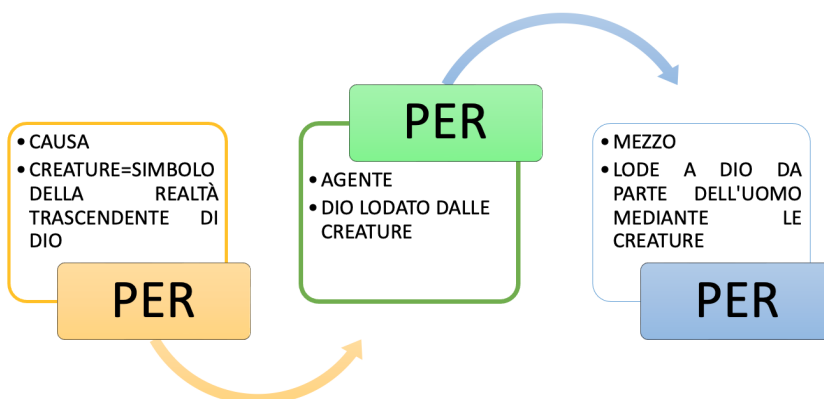 • CAUSA
• CREATURE=SIMBOLO
DELLA REALTÀ
TRASCENDENTE DI
DIO
PER
PER
• AGENTE
• DIO LODATO DALLE
CREATURE
• MEZZO
• LODE A DIO DA
PARTE DELL'UOMO
MEDIANTE LE
CREATURE
PER